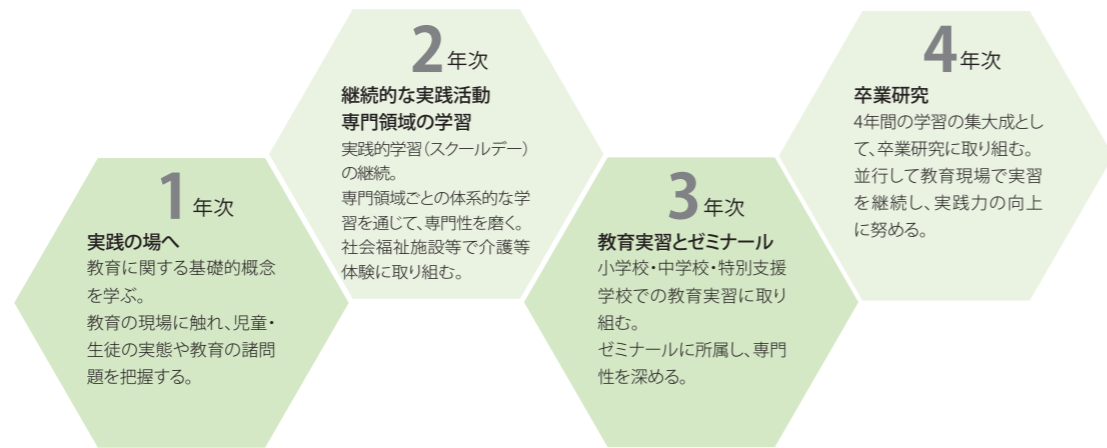 1年次
実践の場へ
教育に関する基礎的概念
を学ぶ。
教育の現場に触れ、児童・
生徒の実態や教育の諸問
題を把握する。
2年次
継続的な実践活動
専門領域の学習
実践的学習（スクールデー）
の継続。
専門領域ごとの体系的な学
習を通じて、専門性を磨く。
社会福祉施設等で介護等
体験に取り組む。
3年次
教育実習とゼミナール
小学校・中学校・特別支援
学校での教育実習に取り
組む。
ゼミナールに所属し、専門
性を深める。
4年次
卒業研究
4年間の学習の集大成とし
て、卒業研究に取り組む。
並行して教育現場で実習
を継続し、実践力の向上
に努める。